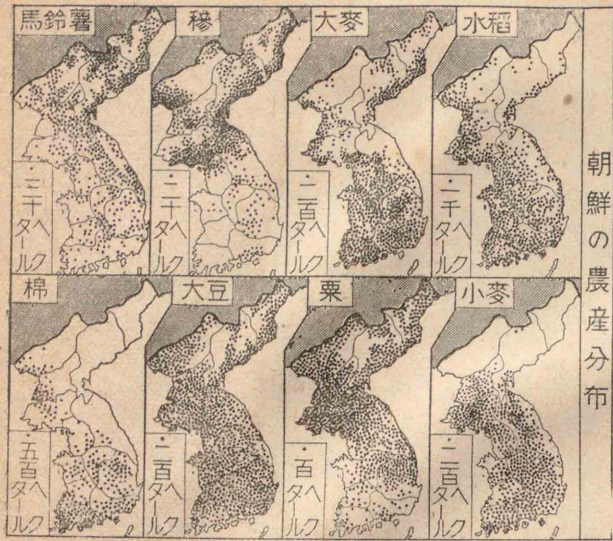 朝鮮の農産分布
水稻
一千ヘクタール
大麥
二百ヘクタール
稗
二十ヘクタール
馬鈴薯
三十ヘクタール
小麥
二百ヘクタール
粟
百ヘクタール
大豆
二百ヘクタール
棉
五百ヘクタール